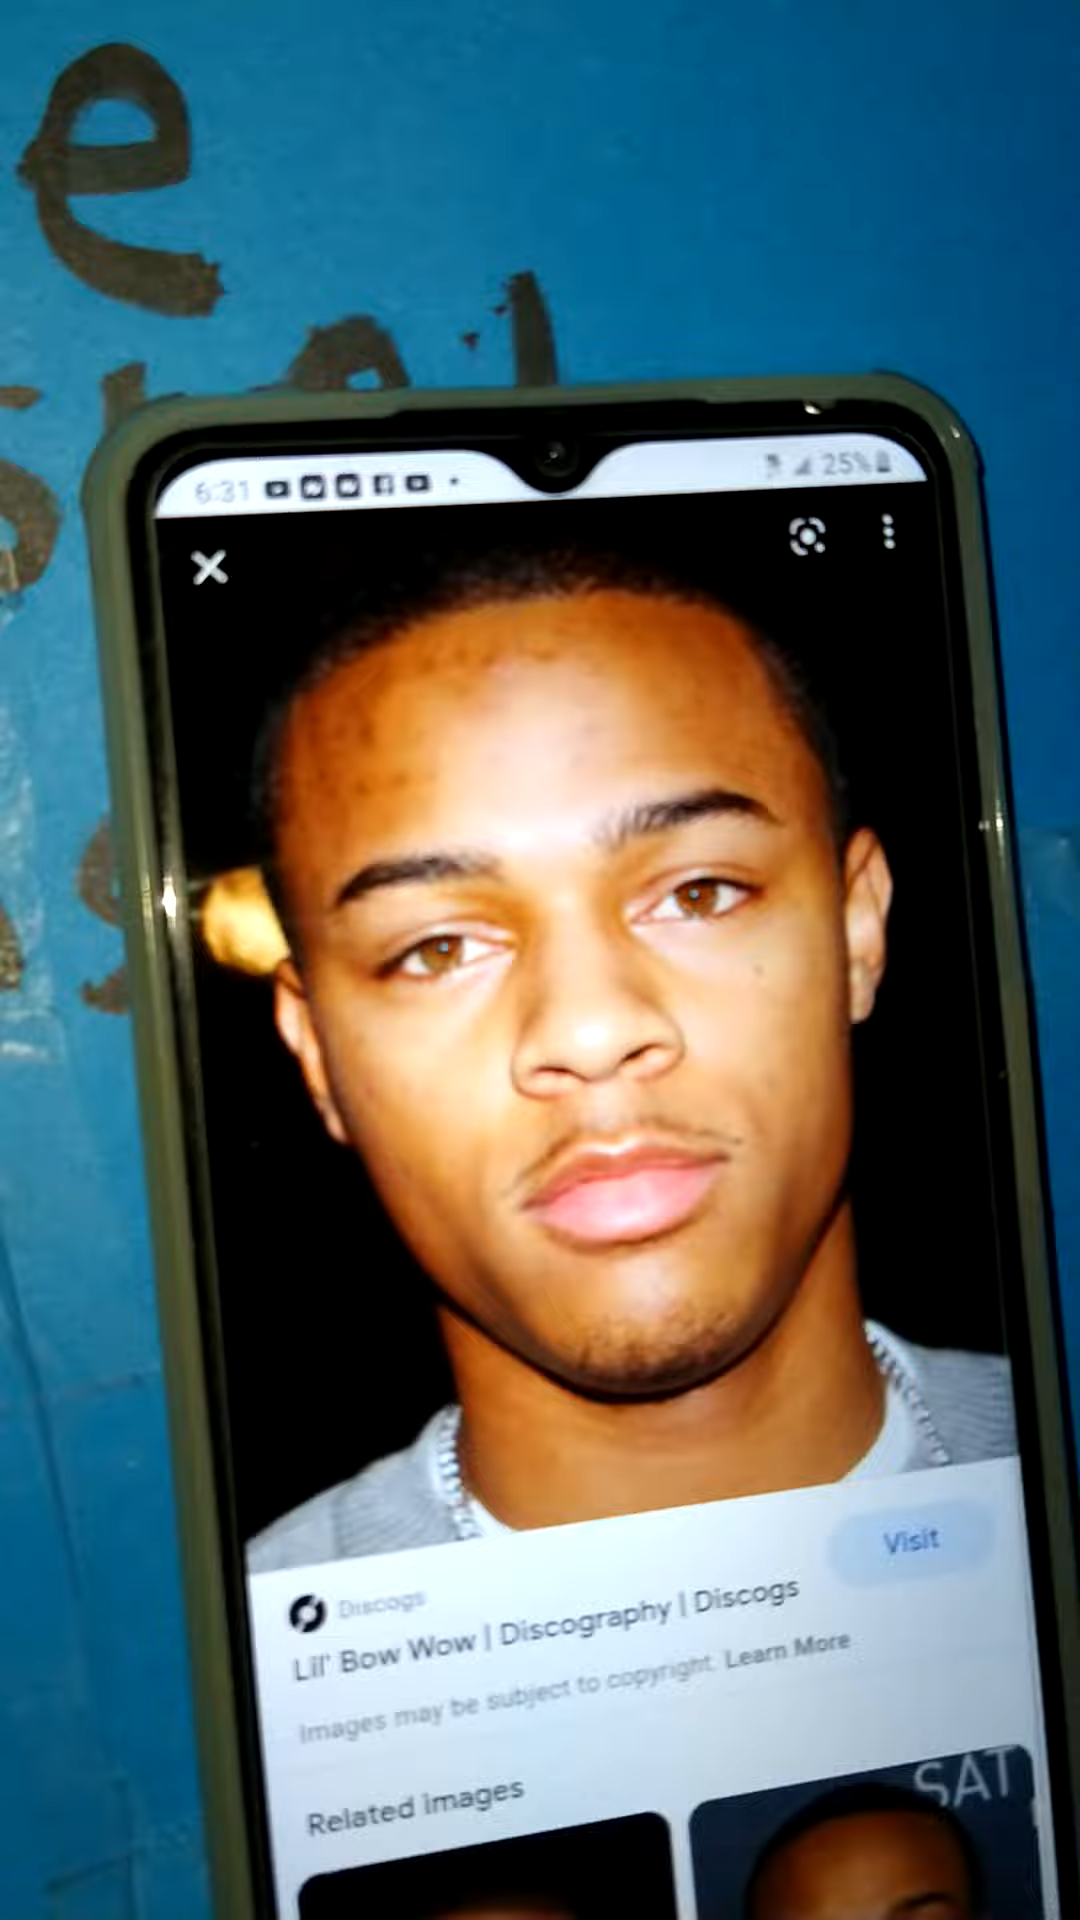 e
6:31
25%
Discogs
Visit
Lil' Bow Wow | Discography | Discogs
Images may be subject to copyright. Learn More
Related images
SAT